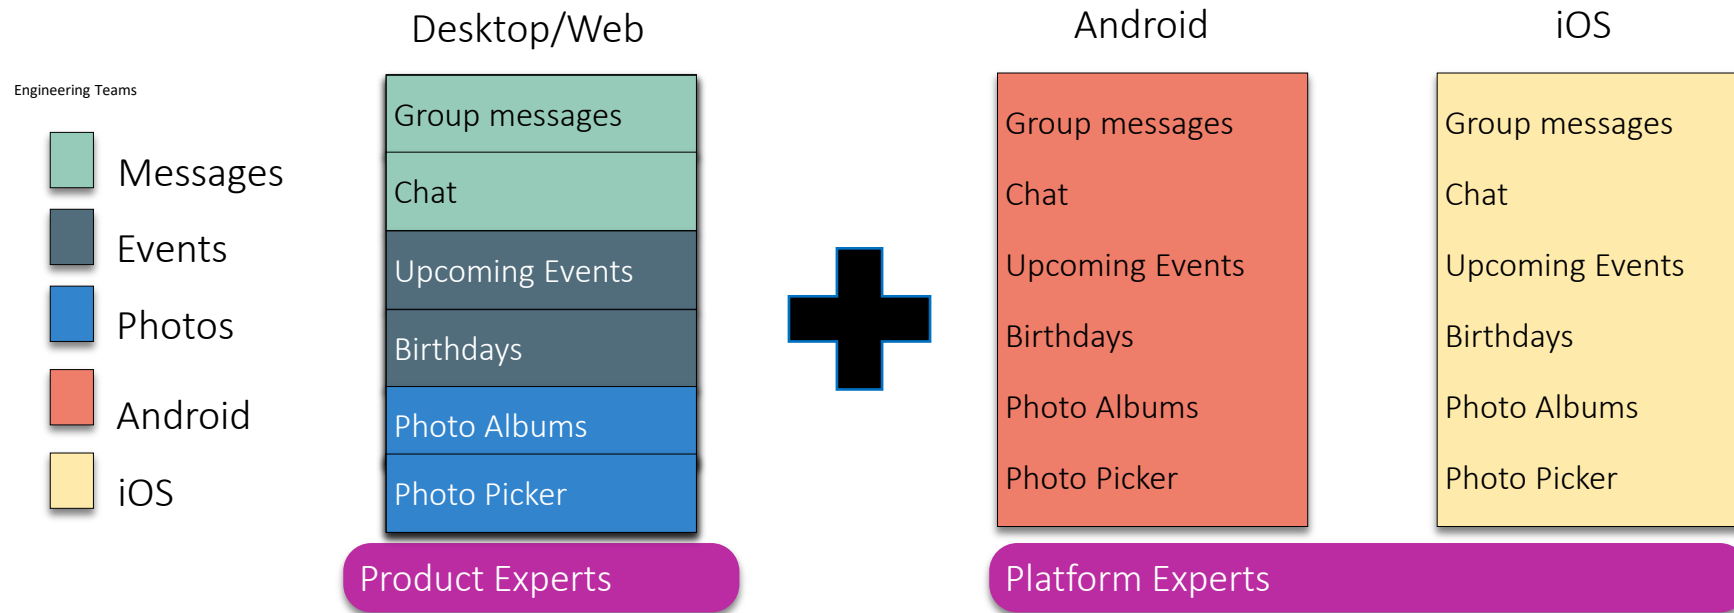 Desktop/Web
Android
iOS
Engineering Teams
Messages
Events
Photos
Android
iOS
Group messages
Chat
Upcoming Events
Birthdays
Photo Albums
Photo Picker
Group messages
Chat
Upcoming Events
Birthdays
Photo Albums
Photo Picker
Group messages
Chat
Upcoming Events
Birthdays
Photo Albums
Photo Picker
Product Experts
Platform Experts